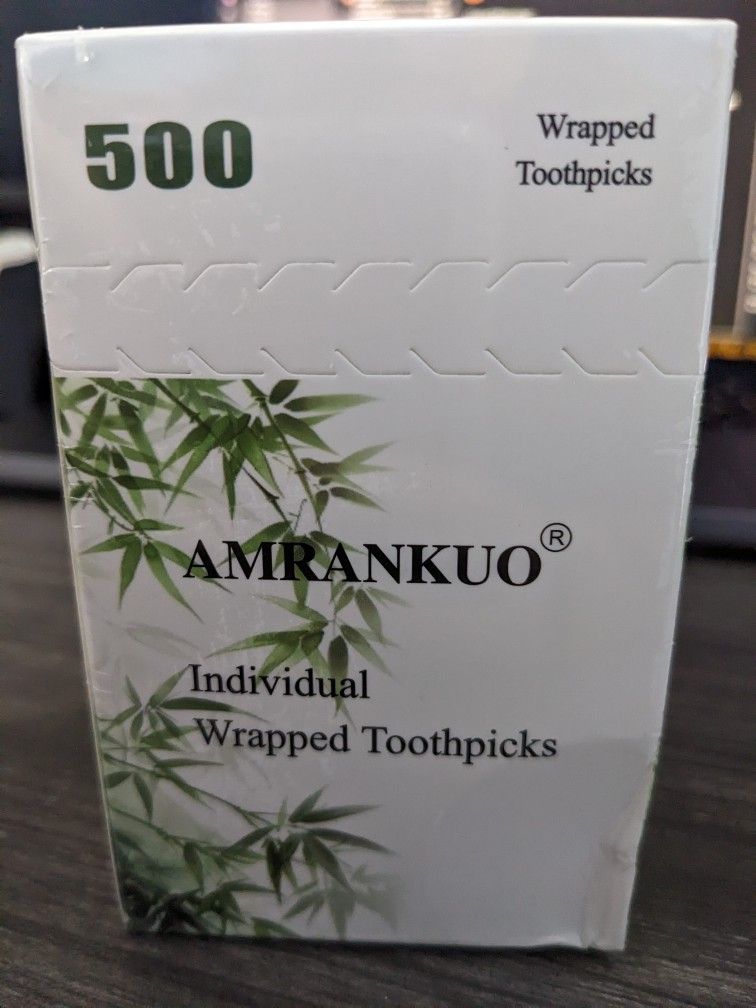 500
Wrapped
Toothpicks
AMRANKUO®
Individual
Wrapped Toothpicks